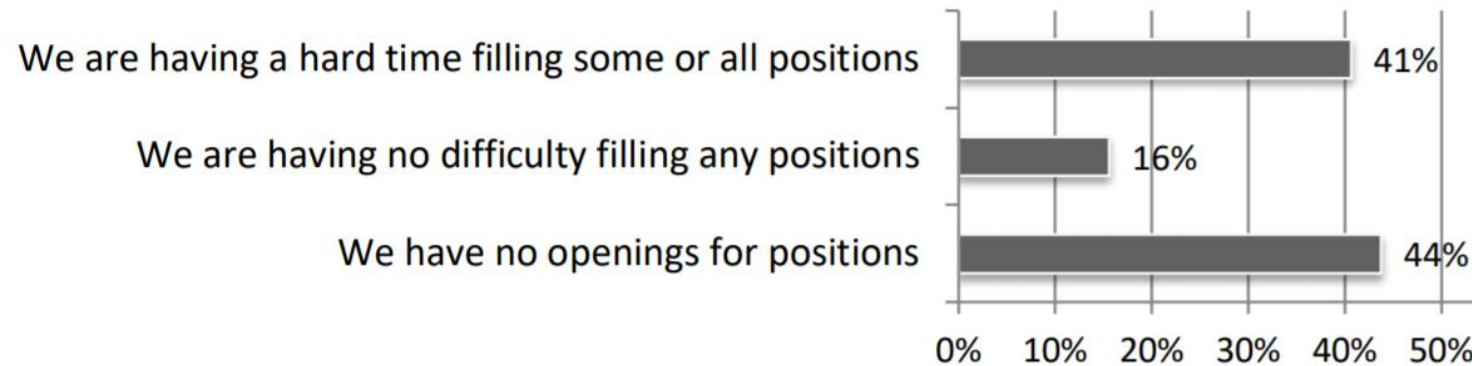 We are having a hard time filling some or all positions 41%
We are having no difficulty filling any positions 16%
We have no openings for positions 44%
0% 10% 20% 30% 40% 50%